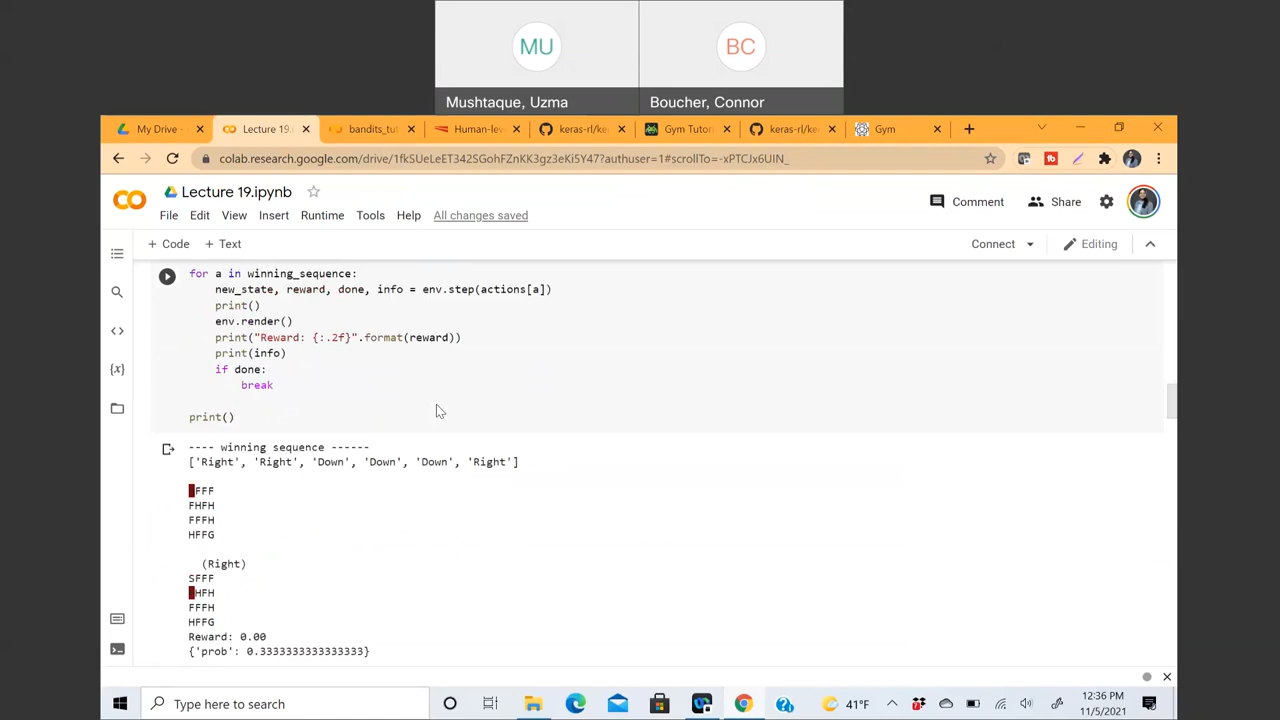 MU
BC
Mushtaque, Uzma
Boucher, Connor
My Drive -
Lecture 19.i
bandits_tut
Human-lev
keras-rl/ke
Gym Tutor
keras-rl/ke
Gym
colab.research.google.com/drive/1fkSUeLeET342SGohFZnKK3gz3eKi5Y47?authuser=1#scrollTo=-xPTCJx6UIN_
Lecture 19.ipynb
File Edit View Insert Runtime Tools Help All changes saved
Comment Share
+ Code + Text
Connect Editing
for a in winning_sequence:
new_state, reward, done, info = env.step(actions[a])
print()
env.render()
print("Reward: {:.2f}".format(reward))
print(info)
if done:
break
print()
---- winning sequence ------
['Right', 'Right', 'Down', 'Down', 'Down', 'Right']
FFF
FHFH
FFFH
HFFG
(Right)
SFFF
HFH
FFFH
HFFG
Reward: 0.00
{'prob': 0.3333333333333333}
Type here to search
41°F
12:36 PM
11/5/2021